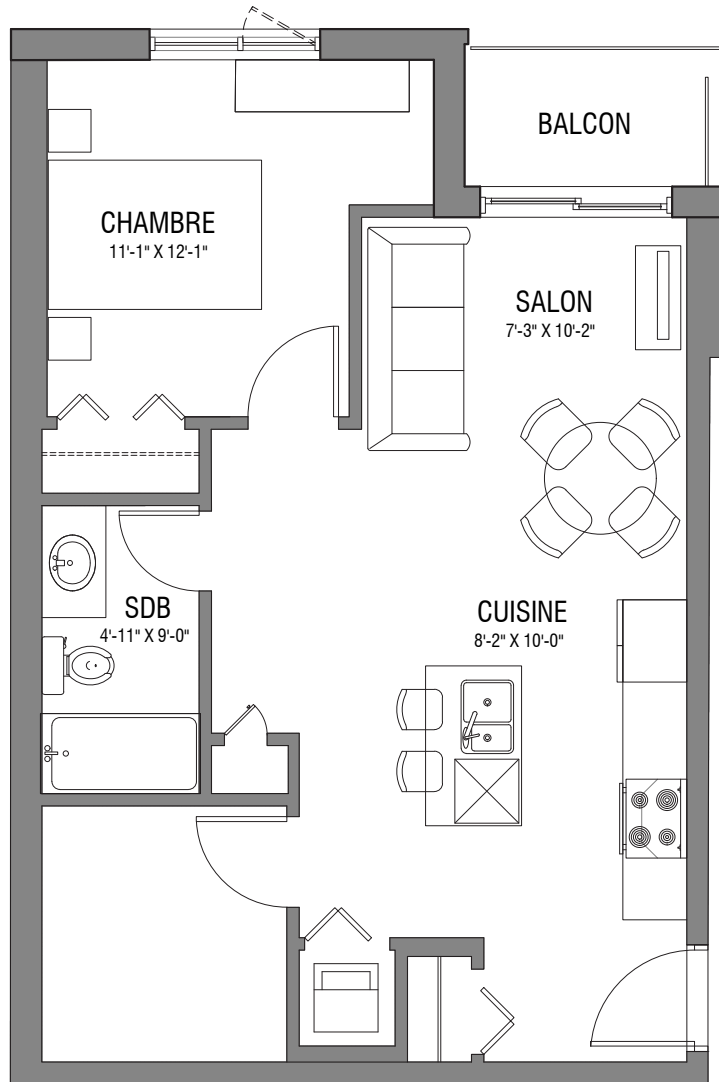 BALCON
CHAMBRE
11'-1" X 12'-1"
SALON
7'-3" X 10'-2"
SDB
4'-11" X 9'-0"
CUISINE
8'-2" X 10'-0"